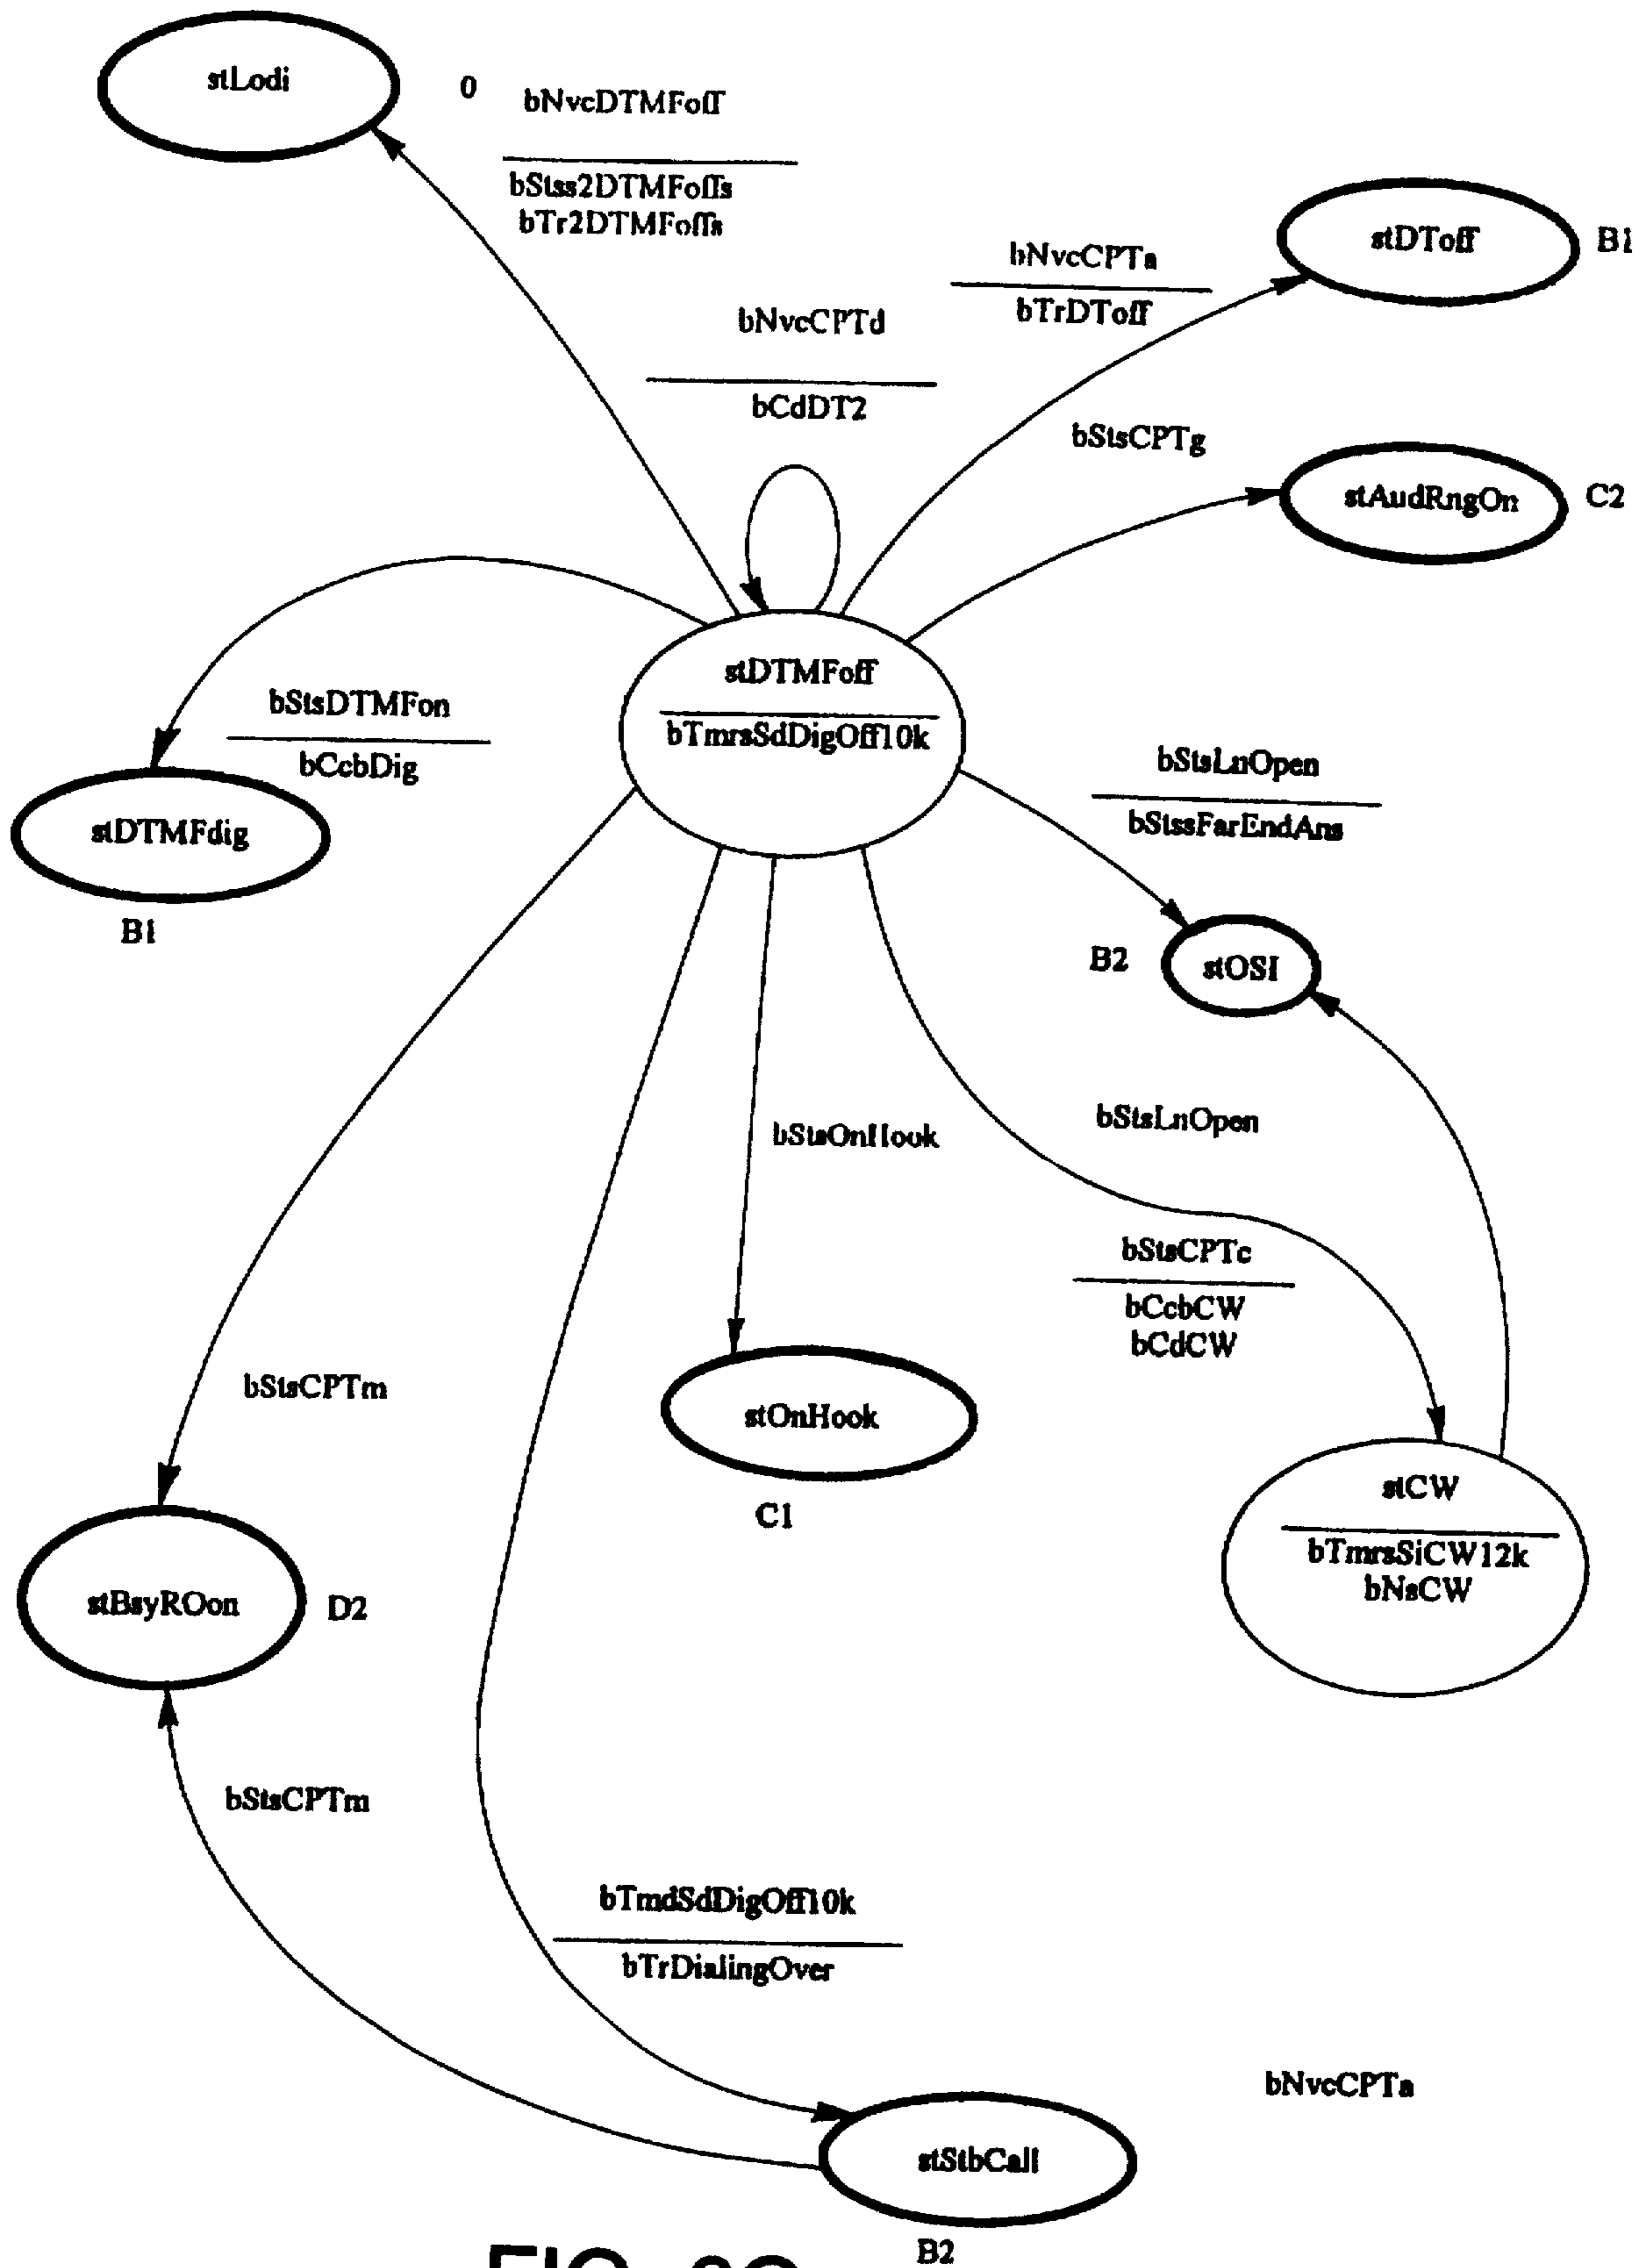 stLodi
0
bNvcDTMFoff
bStss2DTMFoffs
bTr2DTMFoffs
stDToff
B1
bNvcCPTa
bTrDToff
bNvcCPTd
bCdDT2
bStsCPTg
stAudRngOn
C2
stDTMFoff
bTmrsSdDigOff10k
bStsDTMFon
bCcbDig
stDTMFdig
B1
bStsLnOpen
bStssFarEndAns
B2
stOSI
bStsOnHook
bStsLnOpen
bStsCPTc
bCcbCW
bCdCW
bStsCPTm
stOnHook
C1
stCW
bTmrsSiCW12k
bNsCW
stBsyROon
D2
bStsCPTm
bTmdSdDigOff10k
bTrDialingOver
bNvcCPTa
stStbCall
B2
FIG.